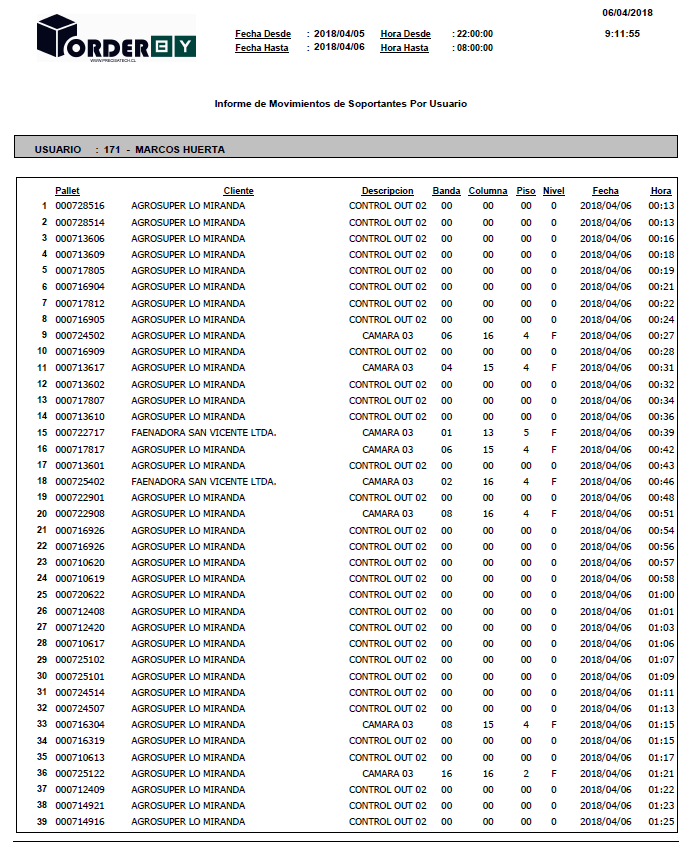 06/04/2018
ORDER BY
WWW.PRECISATECH.CL
Fecha Desde : 2018/04/05 Hora Desde : 22:00:00 9:11:55
Fecha Hasta : 2018/04/06 Hora Hasta : 08:00:00
Informe de Movimientos de Soportantes Por Usuario
USUARIO : 171 - MARCOS HUERTA
Pallet Cliente Descripcion Banda Columna Piso Nivel Fecha Hora
1 000728516 AGROSUPER LO MIRANDA CONTROL OUT 02 00 00 00 0 2018/04/06 00:13
2 000728514 AGROSUPER LO MIRANDA CONTROL OUT 02 00 00 00 0 2018/04/06 00:13
3 000713606 AGROSUPER LO MIRANDA CONTROL OUT 02 00 00 00 0 2018/04/06 00:16
4 000713609 AGROSUPER LO MIRANDA CONTROL OUT 02 00 00 00 0 2018/04/06 00:18
5 000717805 AGROSUPER LO MIRANDA CONTROL OUT 02 00 00 00 0 2018/04/06 00:19
6 000716904 AGROSUPER LO MIRANDA CONTROL OUT 02 00 00 00 0 2018/04/06 00:21
7 000717812 AGROSUPER LO MIRANDA CONTROL OUT 02 00 00 00 0 2018/04/06 00:22
8 000716905 AGROSUPER LO MIRANDA CONTROL OUT 02 00 00 00 0 2018/04/06 00:24
9 000724502 AGROSUPER LO MIRANDA CAMARA 03 06 16 4 F 2018/04/06 00:27
10 000716909 AGROSUPER LO MIRANDA CONTROL OUT 02 00 00 00 0 2018/04/06 00:28
11 000713617 AGROSUPER LO MIRANDA CAMARA 03 04 15 4 F 2018/04/06 00:31
12 000713602 AGROSUPER LO MIRANDA CONTROL OUT 02 00 00 00 0 2018/04/06 00:32
13 000717807 AGROSUPER LO MIRANDA CONTROL OUT 02 00 00 00 0 2018/04/06 00:34
14 000713610 AGROSUPER LO MIRANDA CONTROL OUT 02 00 00 00 0 2018/04/06 00:36
15 000722717 FAENADORA SAN VICENTE LTDA. CAMARA 03 01 13 5 F 2018/04/06 00:39
16 000717817 AGROSUPER LO MIRANDA CAMARA 03 06 15 4 F 2018/04/06 00:42
17 000713601 AGROSUPER LO MIRANDA CONTROL OUT 02 00 00 00 0 2018/04/06 00:43
18 000725402 FAENADORA SAN VICENTE LTDA. CAMARA 03 02 16 4 F 2018/04/06 00:46
19 000722901 AGROSUPER LO MIRANDA CONTROL OUT 02 00 00 00 0 2018/04/06 00:48
20 000722908 AGROSUPER LO MIRANDA CAMARA 03 08 16 4 F 2018/04/06 00:51
21 000716926 AGROSUPER LO MIRANDA CONTROL OUT 02 00 00 00 0 2018/04/06 00:54
22 000716926 AGROSUPER LO MIRANDA CONTROL OUT 02 00 00 00 0 2018/04/06 00:56
23 000710620 AGROSUPER LO MIRANDA CONTROL OUT 02 00 00 00 0 2018/04/06 00:57
24 000710619 AGROSUPER LO MIRANDA CONTROL OUT 02 00 00 00 0 2018/04/06 00:58
25 000720622 AGROSUPER LO MIRANDA CONTROL OUT 02 00 00 00 0 2018/04/06 01:00
26 000712408 AGROSUPER LO MIRANDA CONTROL OUT 02 00 00 00 0 2018/04/06 01:01
27 000712420 AGROSUPER LO MIRANDA CONTROL OUT 02 00 00 00 0 2018/04/06 01:03
28 000710617 AGROSUPER LO MIRANDA CONTROL OUT 02 00 00 00 0 2018/04/06 01:06
29 000725102 AGROSUPER LO MIRANDA CONTROL OUT 02 00 00 00 0 2018/04/06 01:07
30 000725101 AGROSUPER LO MIRANDA CONTROL OUT 02 00 00 00 0 2018/04/06 01:09
31 000724514 AGROSUPER LO MIRANDA CONTROL OUT 02 00 00 00 0 2018/04/06 01:11
32 000724507 AGROSUPER LO MIRANDA CONTROL OUT 02 00 00 00 0 2018/04/06 01:13
33 000716304 AGROSUPER LO MIRANDA CAMARA 03 08 15 4 F 2018/04/06 01:15
34 000716319 AGROSUPER LO MIRANDA CONTROL OUT 02 00 00 00 0 2018/04/06 01:15
35 000710613 AGROSUPER LO MIRANDA CONTROL OUT 02 00 00 00 0 2018/04/06 01:17
36 000725122 AGROSUPER LO MIRANDA CAMARA 03 16 16 2 F 2018/04/06 01:21
37 000712409 AGROSUPER LO MIRANDA CONTROL OUT 02 00 00 00 0 2018/04/06 01:22
38 000714921 AGROSUPER LO MIRANDA CONTROL OUT 02 00 00 00 0 2018/04/06 01:23
39 000714916 AGROSUPER LO MIRANDA CONTROL OUT 02 00 00 00 0 2018/04/06 01:25